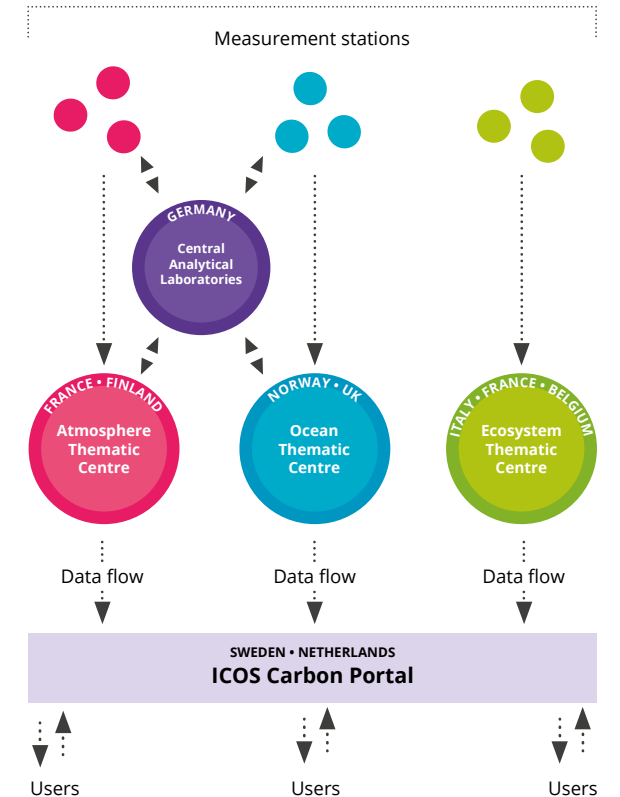 Measurement stations
GERMANY
Central
Analytical
Laboratories
FRANCE • FINLAND
Atmosphere
Thematic
Centre
NORWAY • UK
Ocean
Thematic
Centre
ITALY • FRANCE • BELGIUM
Ecosystem
Thematic
Centre
Data flow
Data flow
Data flow
SWEDEN • NETHERLANDS
ICOS Carbon Portal
Users
Users
Users